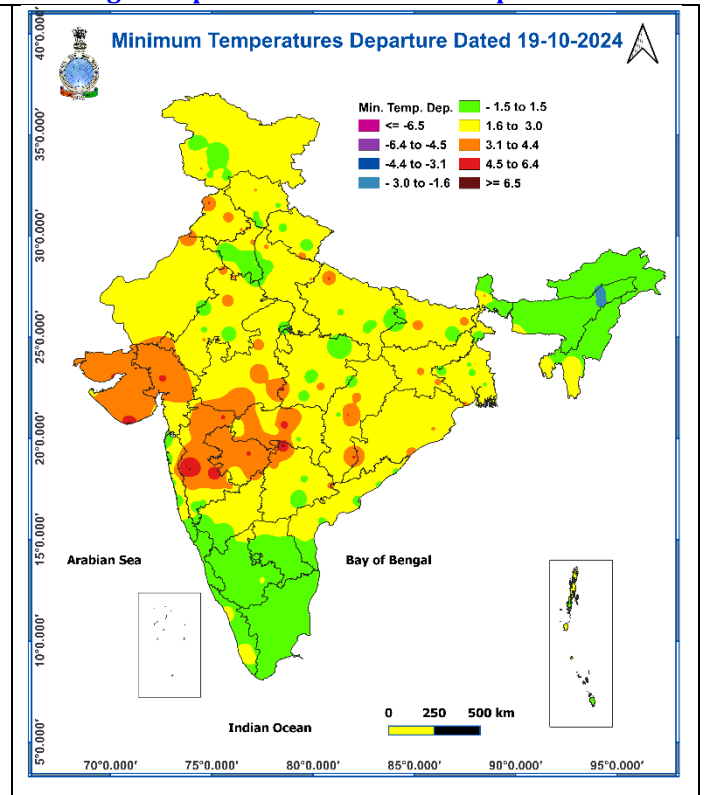 Minimum Temperatures Departure Dated 19-10-2024
Min. Temp. Dep.
<= -6.5
-6.4 to -4.5
-4.4 to -3.1
- 3.0 to -1.6
- 1.5 to 1.5
1.6 to 3.0
3.1 to 4.4
4.5 to 6.4
>= 6.5
40°0.000'
35°0.000'
30°0.000'
25°0.000'
20°0.000'
15°0.000'
10°0.000'
5°0.000'
Arabian Sea
Bay of Bengal
Indian Ocean
0 250 500 km
70°0.000' 75°0.000' 80°0.000' 85°0.000' 90°0.000' 95°0.000'